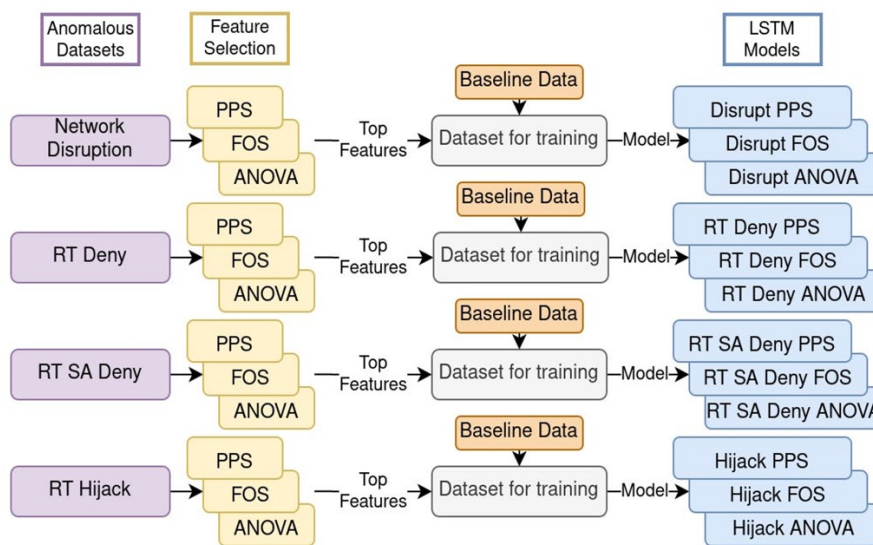 Anomalous
Datasets
Feature
Selection
LSTM
Models
Network
Disruption
PPS
FOS
ANOVA
Top
Features
Baseline Data
Dataset for training
Model
Disrupt PPS
Disrupt FOS
Disrupt ANOVA
RT Deny
PPS
FOS
ANOVA
Top
Features
Baseline Data
Dataset for training
Model
RT Deny PPS
RT Deny FOS
RT Deny ANOVA
RT SA Deny
PPS
FOS
ANOVA
Top
Features
Baseline Data
Dataset for training
Model
RT SA Deny PPS
RT SA Deny FOS
RT SA Deny ANOVA
RT Hijack
PPS
FOS
ANOVA
Top
Features
Baseline Data
Dataset for training
Model
Hijack PPS
Hijack FOS
Hijack ANOVA